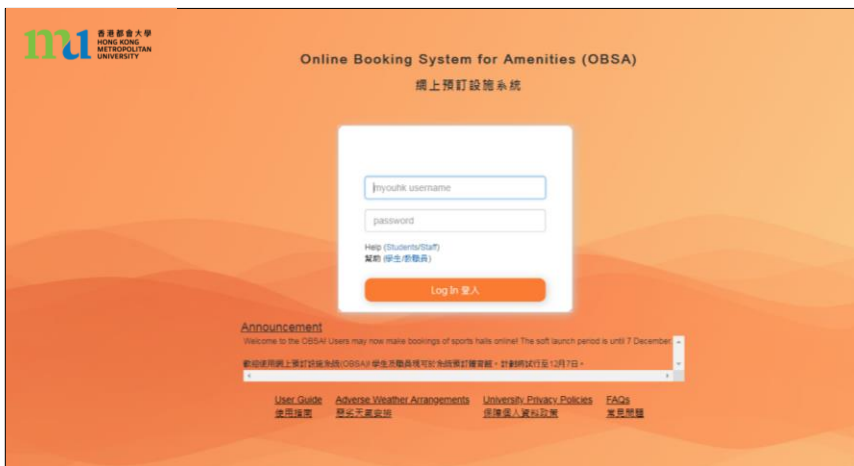 香港都會大學
HONG KONG
METROPOLITAN
UNIVERSITY
Online Booking System for Amenities (OBSA)
網上預訂設施系統
myouhk username
password
Help (Students/Staff)
幫助 (學生/教職員)
Log In 登入
Announcement
Welcome to the OBSA! Users may now make bookings of sports halls online! The soft launch period is until 7 December.
歡迎使用網上預訂設施系統(OBSA)! 學生及職員現可於系統預訂體育館。計劃將試行至12月7日。
User Guide Adverse Weather Arrangements University Privacy Policies FAQs
使用指南 惡劣天氣安排 保障個人資料政策 常見問題